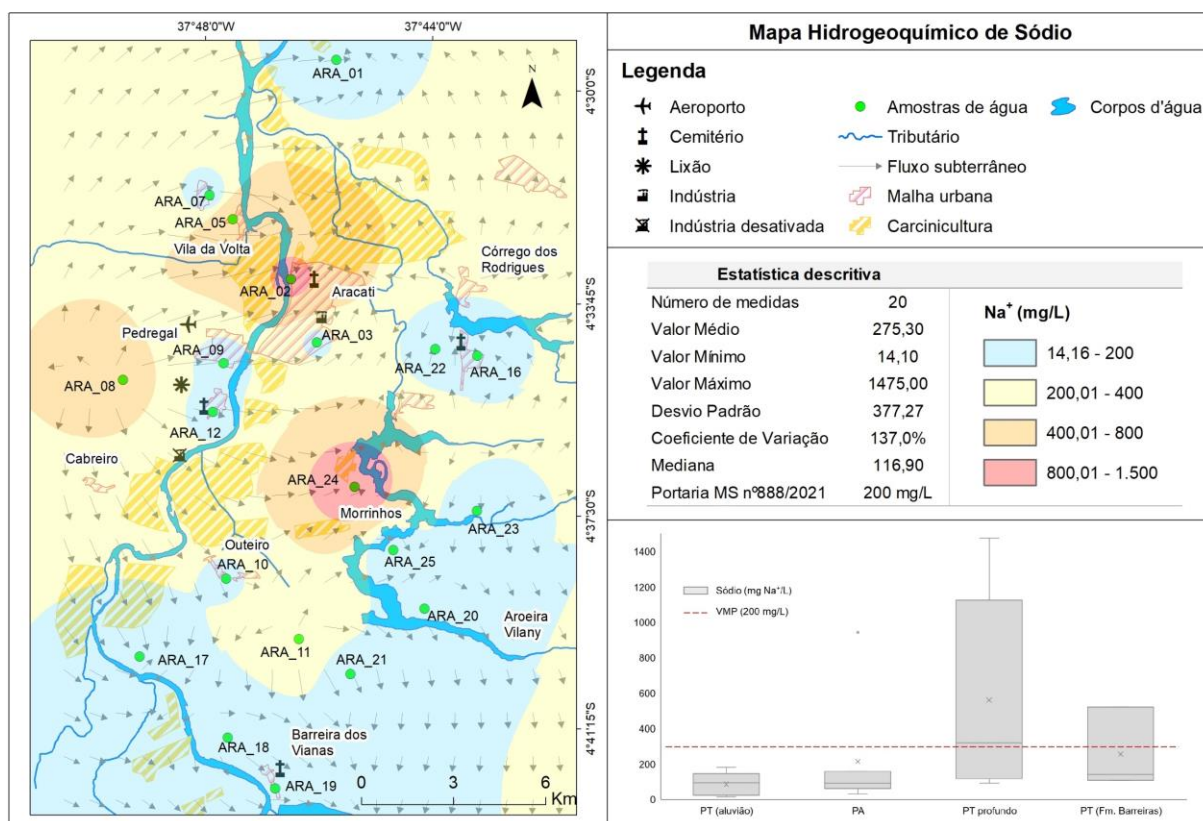 37°48'0"W
37°44'0"W
N
4°30'0"S
4°33'45"S
4°37'30"S
4°41'15"S
ARA_01
ARA_07
ARA_05
Vila da Volta
ARA_02
Aracati
Córrego dos
Rodrigues
Pedregal
ARA_03
ARA_09
ARA_22
ARA_16
ARA_08
ARA_12
Cabreiro
ARA_24
Morrinhos
ARA_23
Outeiro
ARA_10
ARA_25
ARA_20
Aroeira
Vilany
ARA_11
ARA_17
ARA_21
ARA_18
Barreira dos
Vianas
ARA_19
0 3 6
Km
Mapa Hidrogeoquímico de Sódio
Legenda
Aeroporto
Cemitério
Lixão
Indústria
Indústria desativada
Amostras de água
Tributário
Fluxo subterrâneo
Malha urbana
Carcinicultura
Corpos d'água
Estatística descritiva
Número de medidas 20
Valor Médio 275,30
Valor Mínimo 14,10
Valor Máximo 1475,00
Desvio Padrão 377,27
Coeficiente de Variação 137,0%
Mediana 116,90
Portaria MS nº888/2021 200 mg/L
Na⁺ (mg/L)
14,16 - 200
200,01 - 400
400,01 - 800
800,01 - 1.500
1400
1200
1000
800
600
400
200
0
Sódio (mg Na⁺/L)
VMP (200 mg/L)
PT (aluvião) PA PT profundo PT (Fm. Barreiras)